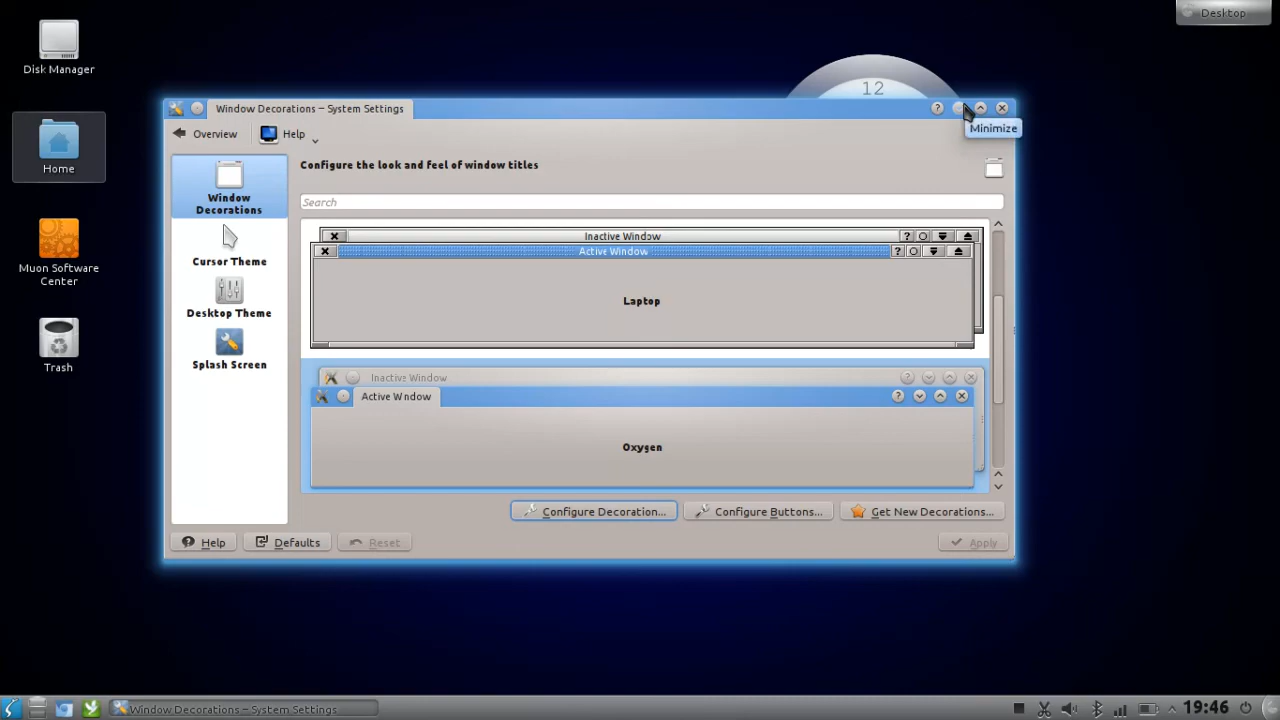 Disk Manager
Home
Muon Software
Center
Trash
Desktop
12
Window Decorations – System Settings
Minimize
Overview
Help
Configure the look and feel of window titles
Search
Window
Decorations
Cursor Theme
Desktop Theme
Splash Screen
Inactive Window
Active Window
Laptop
Inactive Window
Active Window
Oxygen
Configure Decoration...
Configure Buttons...
Get New Decorations...
Help
Defaults
Reset
Apply
Window Decorations – System Settings
19:46